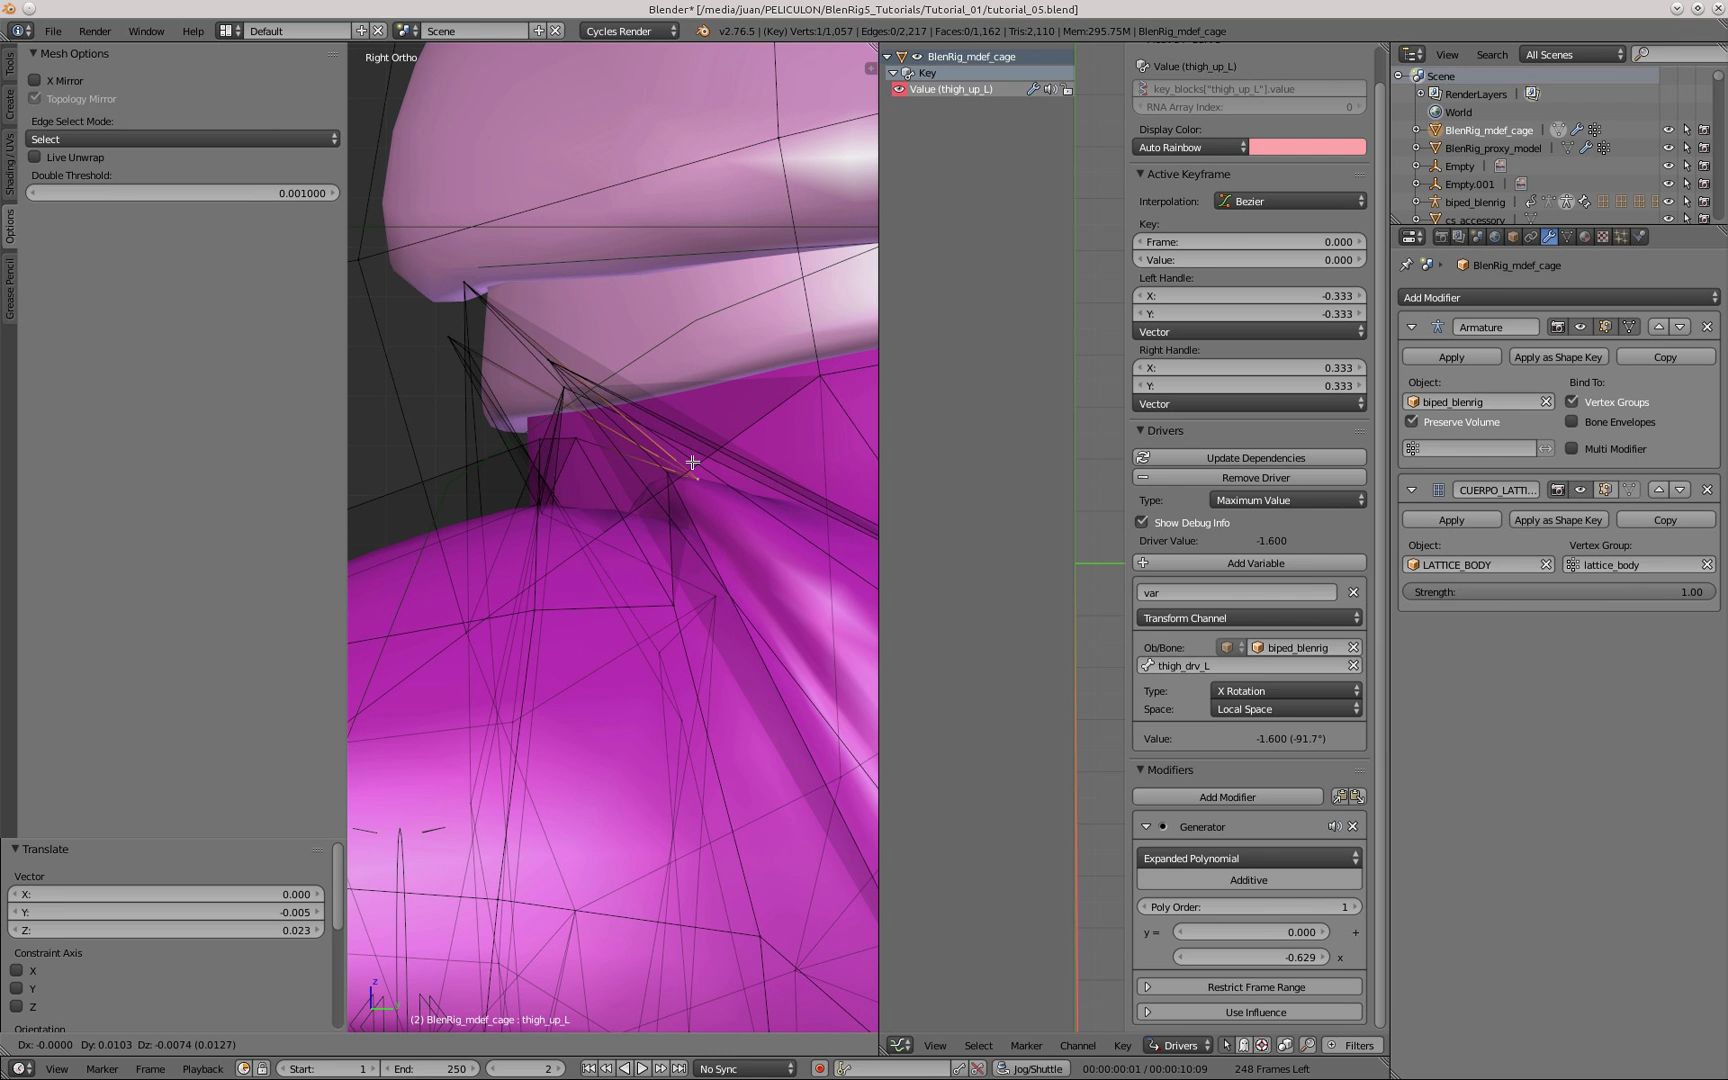 Blender* [/media/juan/PELICULON/BlenRig5_Tutorials/Tutorial_01/tutorial_05.blend]
File Render Window Help Default Scene Cycles Render v2.76.5 | (Key) Verts:1/1,057 | Edges:0/2,217 | Faces:0/1,162 | Tris:2,110 | Mem:295.75M | BlenRig_mdef_cage
Tools
Create
Shading / UVs
Options
Grease Pencil
Mesh Options
X Mirror
Topology Mirror
Edge Select Mode:
Select
Live Unwrap
Double Threshold:
0.001000
Translate
Vector
X: 0.000
Y: -0.005
Z: 0.023
Constraint Axis
X
Y
Z
Orientation
Right Ortho
z
(2) BlenRig_mdef_cage : thigh_up_L
Dx: -0.0000 Dy: 0.0103 Dz: -0.0074 (0.0127)
BlenRig_mdef_cage
Key
Value (thigh_up_L)
Value (thigh_up_L)
key_blocks["thigh_up_L"].value
RNA Array Index: 0
Display Color:
Auto Rainbow
Active Keyframe
Interpolation: Bezier
Key:
Frame: 0.000
Value: 0.000
Left Handle:
X: -0.333
Y: -0.333
Vector
Right Handle:
X: 0.333
Y: 0.333
Vector
Drivers
Update Dependencies
Remove Driver
Type: Maximum Value
Show Debug Info
Driver Value: -1.600
Add Variable
var
Transform Channel
Ob/Bone: biped_blenrig
thigh_drv_L
Type: X Rotation
Space: Local Space
Value: -1.600 (-91.7°)
Modifiers
Add Modifier
Generator
Expanded Polynomial
Additive
Poly Order: 1
y = 0.000 +
-0.629 x
Restrict Frame Range
Use Influence
View Select Marker Channel Key Drivers Filters
View Search All Scenes
Scene
RenderLayers
World
BlenRig_mdef_cage
BlenRig_proxy_model
Empty
Empty.001
biped_blenrig
cs_accessory
BlenRig_mdef_cage
Add Modifier
Armature
Apply Apply as Shape Key Copy
Object: Bind To:
biped_blenrig Vertex Groups
Preserve Volume Bone Envelopes
Multi Modifier
CUERPO_LATTI...
Apply Apply as Shape Key Copy
Object: Vertex Group:
LATTICE_BODY lattice_body
Strength: 1.00
View Marker Frame Playback Start: 1 End: 250 2 No Sync Jog/Shuttle 00:00:00:01 / 00:00:10:09 248 Frames Left